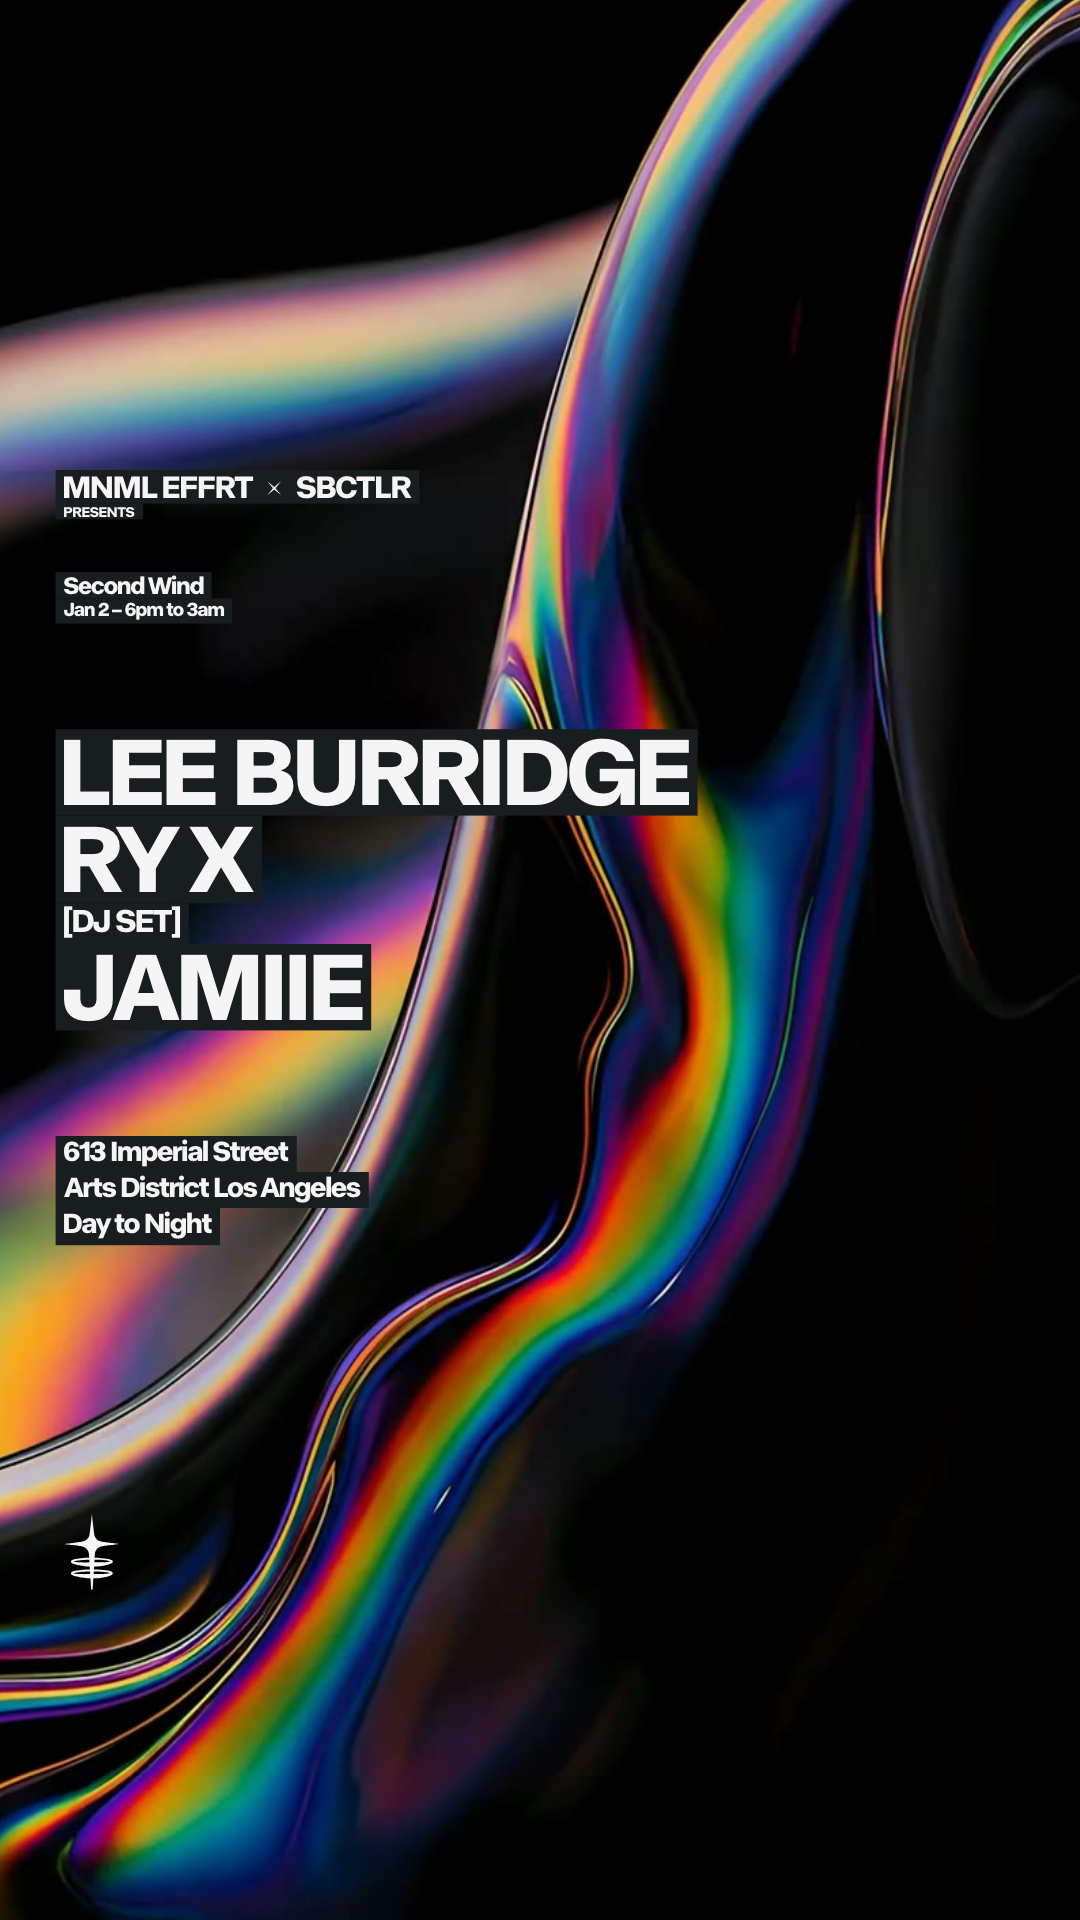 MNML EFFRT × SBCTLR
PRESENTS
Second Wind
Jan 2 – 6pm to 3am
LEE BURRIDGE
RY X
[DJ SET]
JAMIIE
613 Imperial Street
Arts District Los Angeles
Day to Night